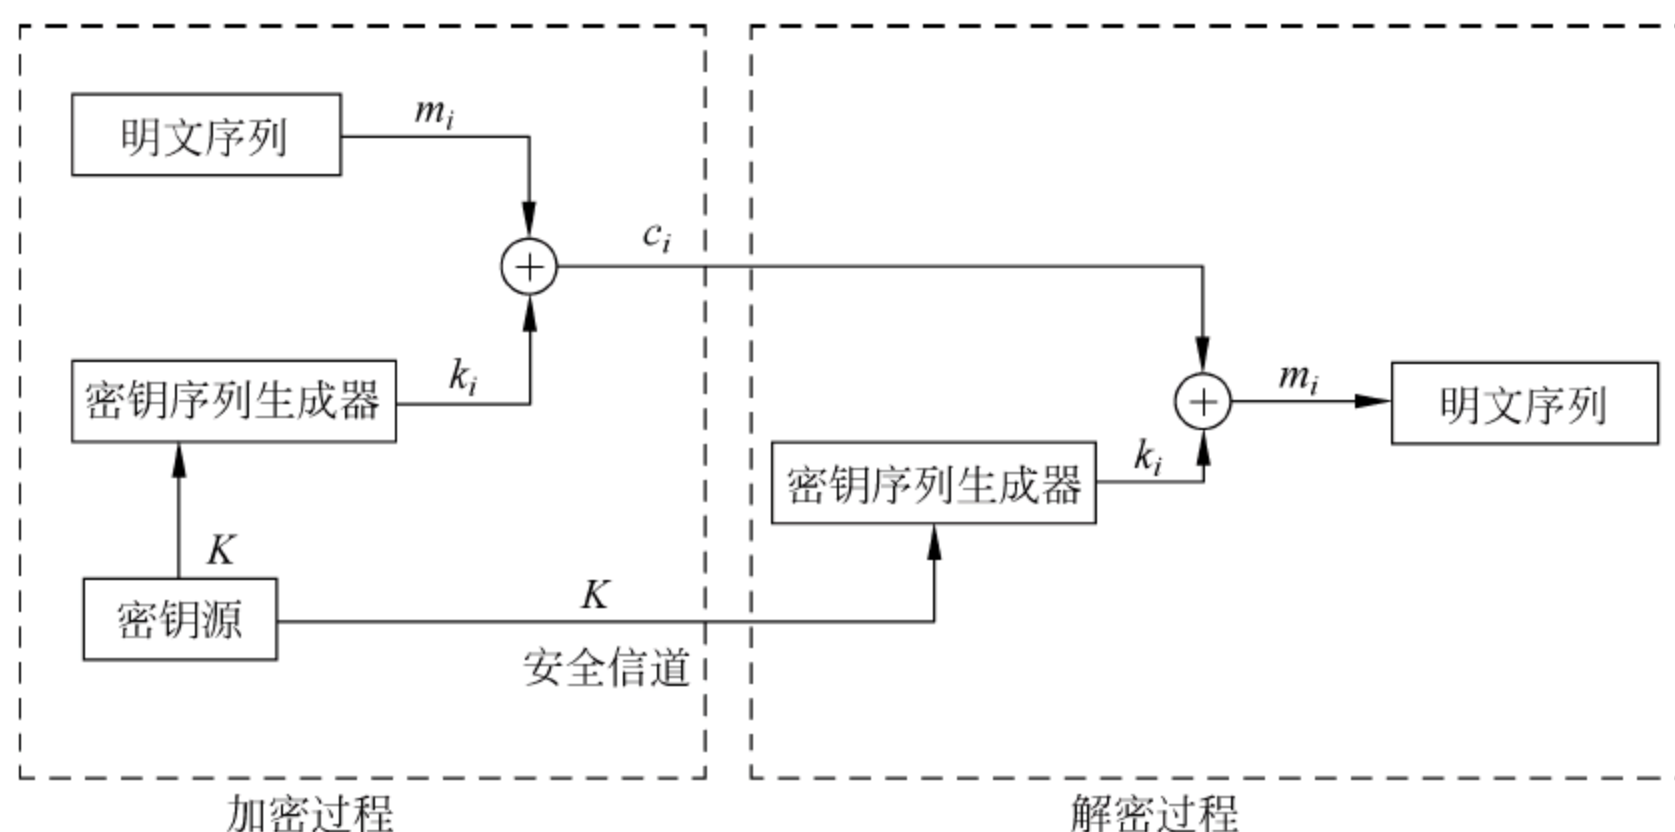 明文序列
m_i
c_i
密钥序列生成器
k_i
K
密钥源
K
安全信道
加密过程
密钥序列生成器
k_i
m_i
明文序列
解密过程